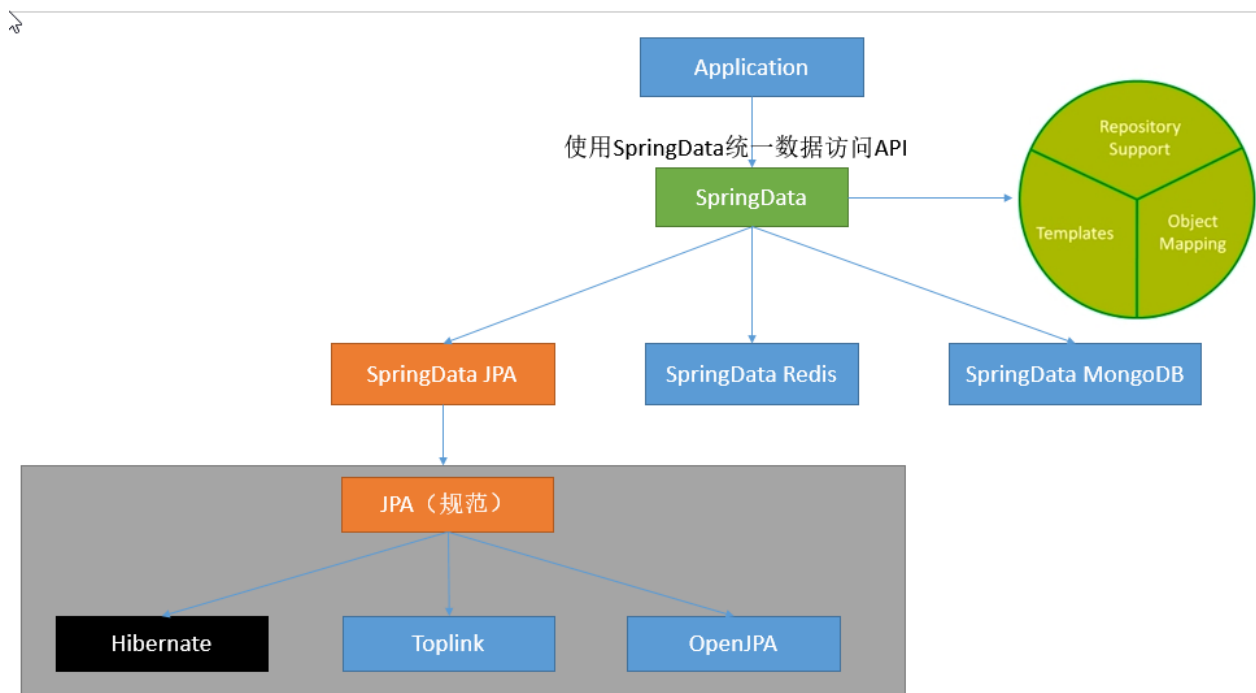 Application
使用SpringData统一数据访问API
SpringData
Repository
Support
Templates
Object
Mapping
SpringData JPA
SpringData Redis
SpringData MongoDB
JPA（规范）
Hibernate
Toplink
OpenJPA